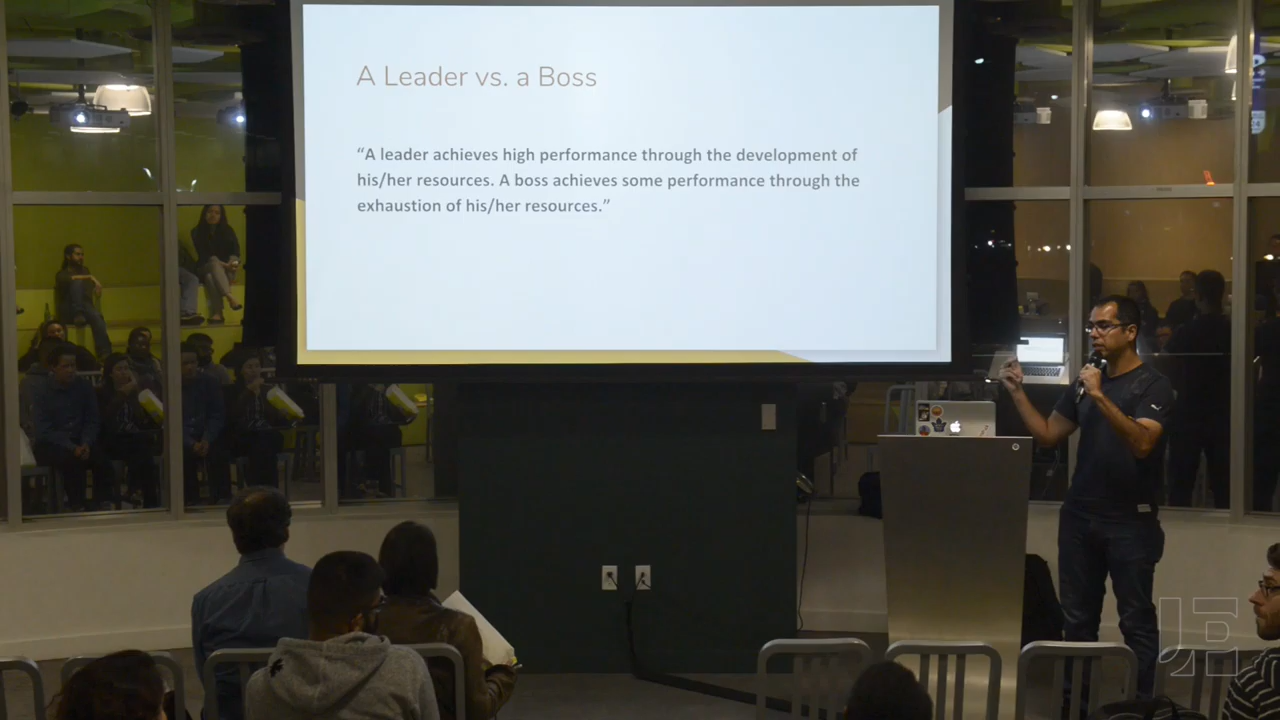 A Leader vs. a Boss
“A leader achieves high performance through the development of
his/her resources. A boss achieves some performance through the
exhaustion of his/her resources.”
JE